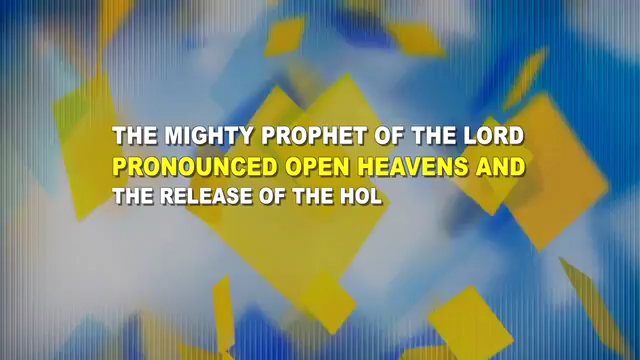 THE MIGHTY PROPHET OF THE LORD
PRONOUNCED OPEN HEAVENS AND
THE RELEASE OF THE HOL